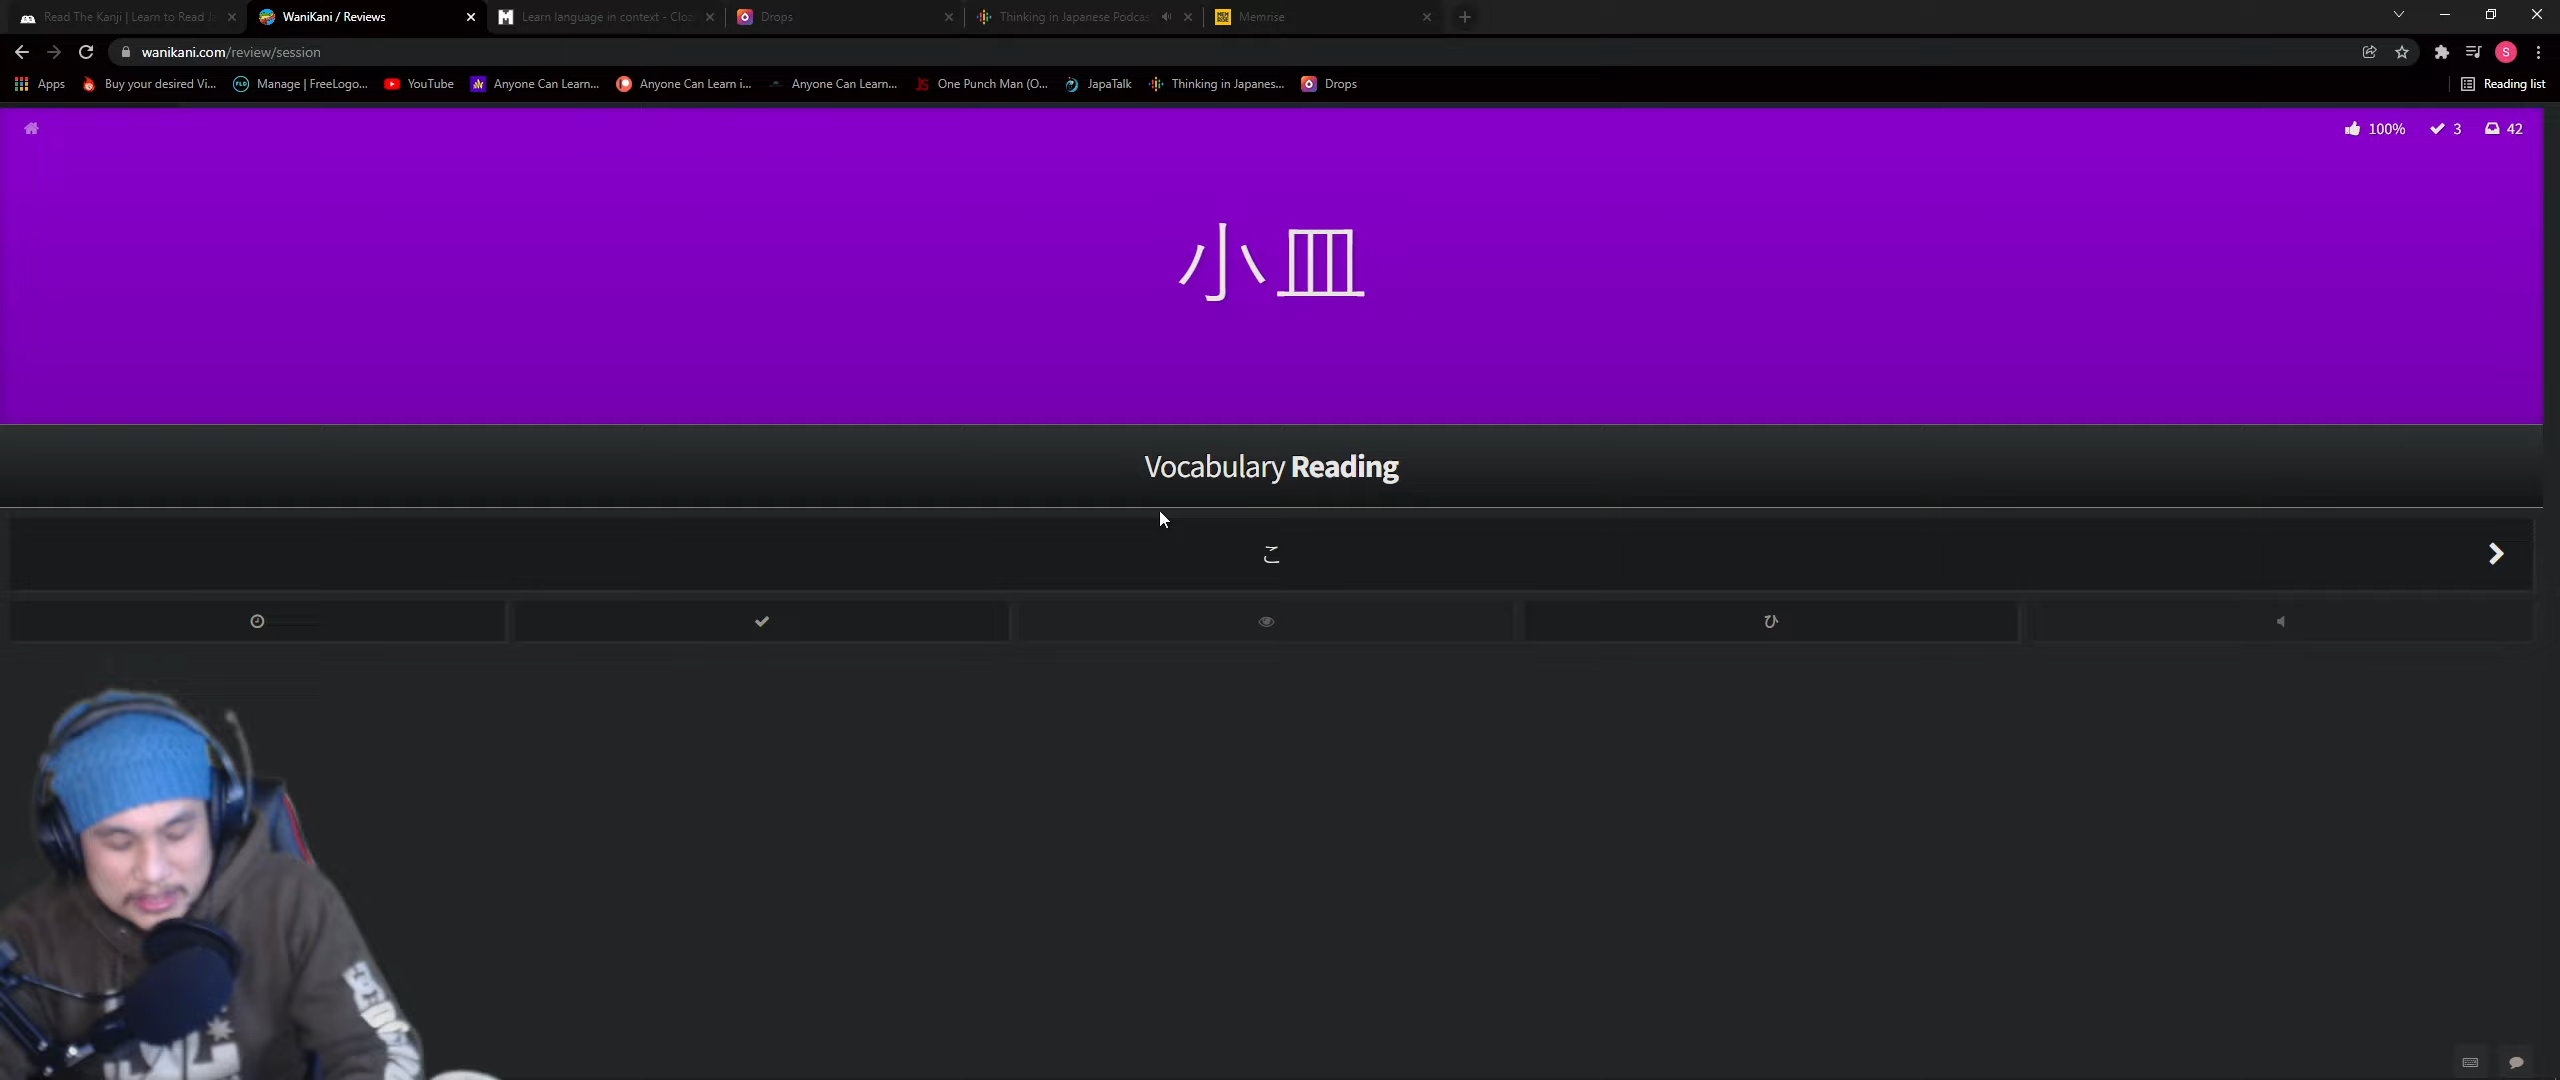 Read The Kanji | Learn to Read Ja
WaniKani / Reviews
Learn language in context - Cloz
Drops
Thinking in Japanese Podcas
Memrise
wanikani.com/review/session
Apps
Buy your desired Vi...
Manage | FreeLogo...
YouTube
Anyone Can Learn...
Anyone Can Learn i...
Anyone Can Learn...
One Punch Man (O...
JapaTalk
Thinking in Japanes...
Drops
Reading list
100%
3
42
小皿
Vocabulary Reading
こ
ひ